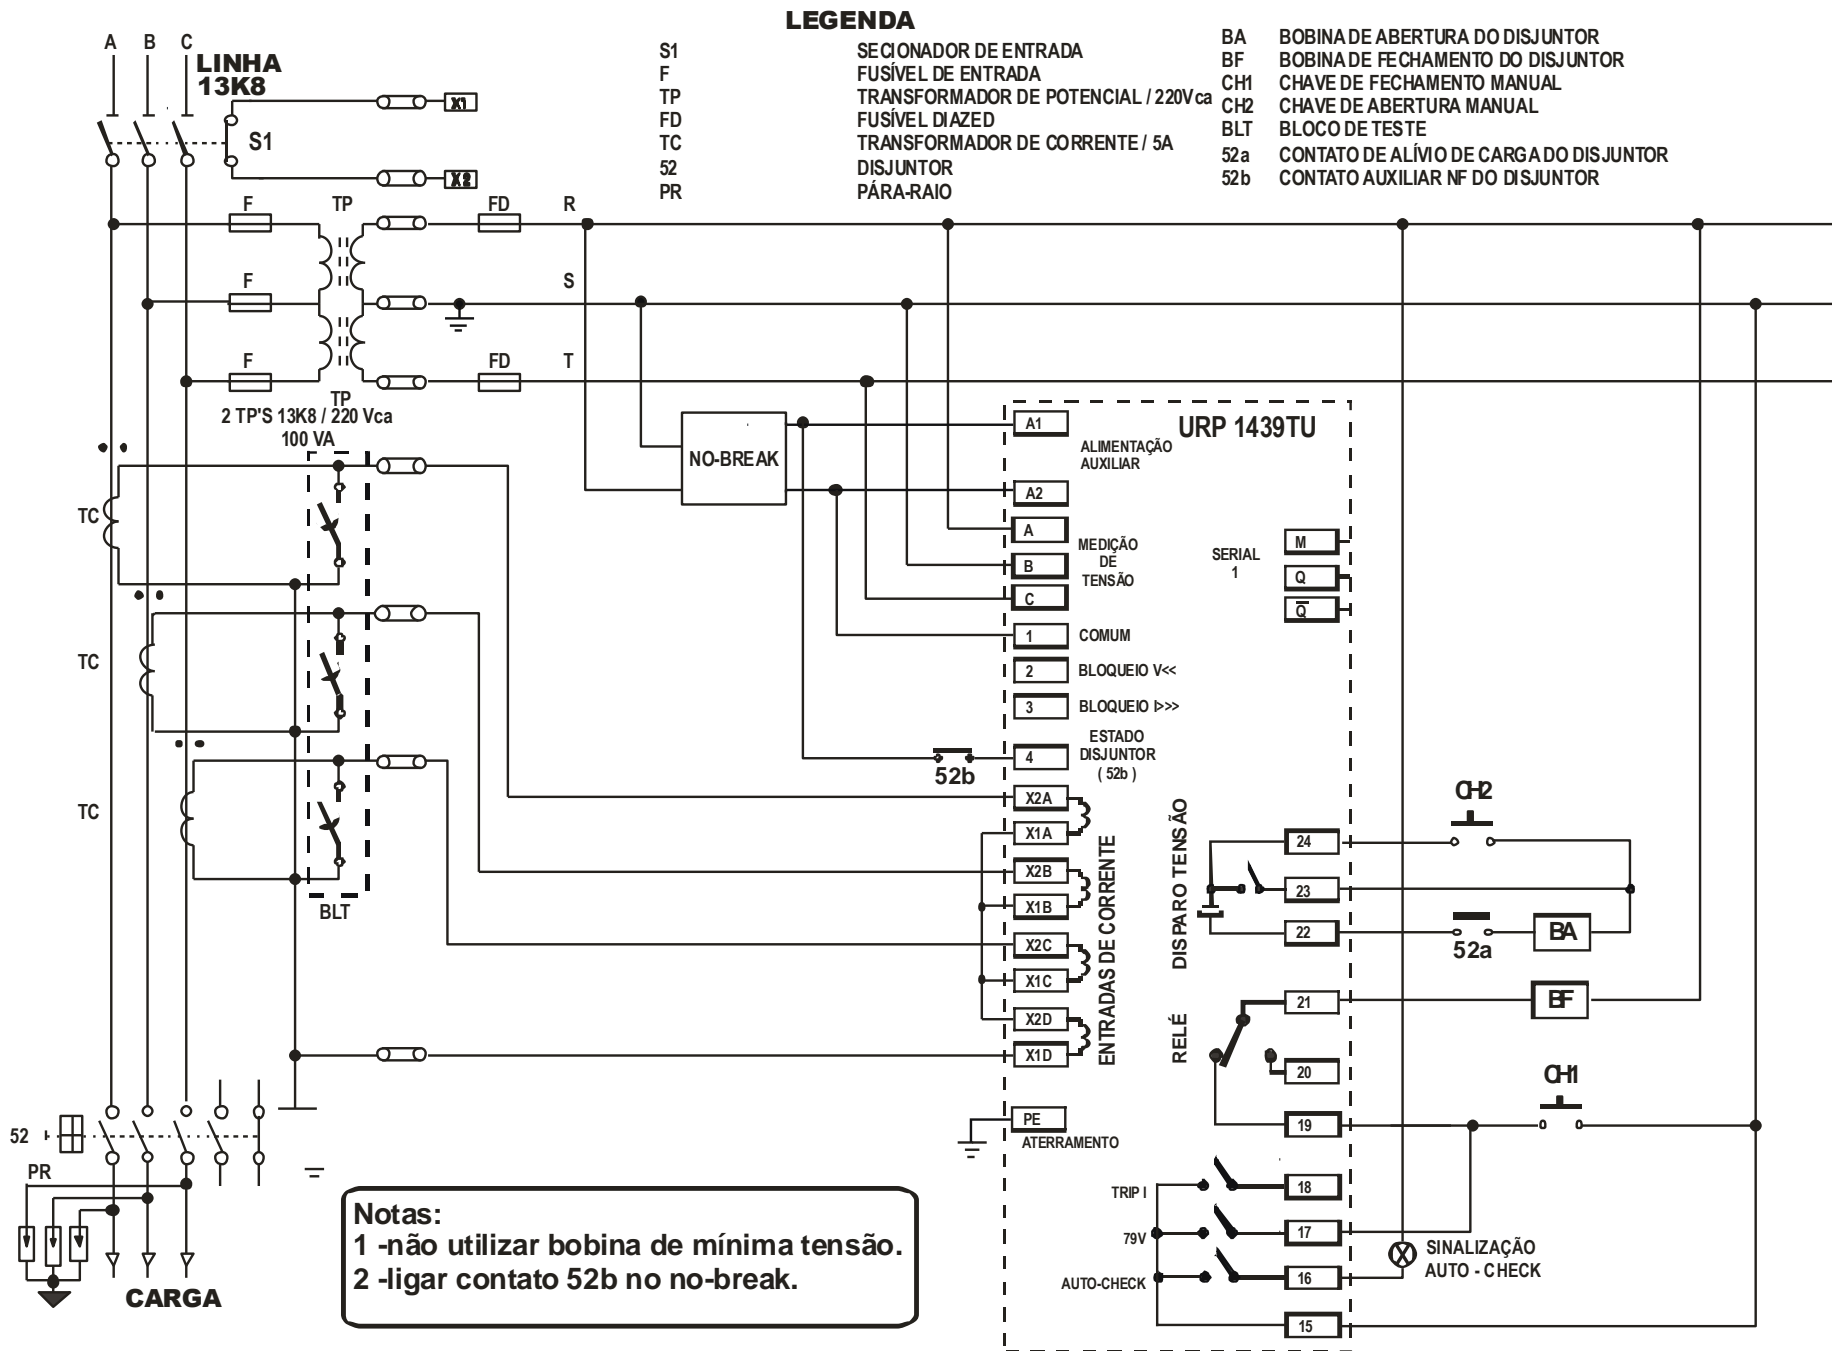 LEGENDA
S1 SECIONADOR DE ENTRADA
F FUSÍVEL DE ENTRADA
TP TRANSFORMADOR DE POTENCIAL / 220Vca
FD FUSÍVEL DIAZED
TC TRANSFORMADOR DE CORRENTE / 5A
52 DISJUNTOR
PR PÁRA-RAIO
BA BOBINA DE ABERTURA DO DISJUNTOR
BF BOBINA DE FECHAMENTO DO DISJUNTOR
CH1 CHAVE DE FECHAMENTO MANUAL
CH2 CHAVE DE ABERTURA MANUAL
BLT BLOCO DE TESTE
52a CONTATO DE ALÍVIO DE CARGA DO DISJUNTOR
52b CONTATO AUXILIAR NF DO DISJUNTOR
A B C
LINHA
13K8
X1
S1
X2
F TP FD R
F S
F FD T
TP
2 TP'S 13K8 / 220 Vca
100 VA
NO-BREAK
TC
TC
TC
BLT
URP 1439TU
A1
ALIMENTAÇÃO
AUXILIAR
A2
A
MEDIÇÃO
B DE
TENSÃO
C
SERIAL
1
M
Q
Q̅
1 COMUM
2 BLOQUEIO V<<
3 BLOQUEIO I>>>
ESTADO
4 DISJUNTOR
( 52b )
52b
X2A
X1A
X2B
X1B
X2C
X1C
X2D
X1D
ENTRADAS DE CORRENTE
PE
ATERRAMENTO
DISPARO TENSÃO
24
23
22
CH2
52a
BA
RELÉ
21
20
19
BF
CH1
TRIP I 18
79V 17
AUTO-CHECK 16
15
SINALIZAÇÃO
AUTO - CHECK
52
PR
CARGA
Notas:
1 -não utilizar bobina de mínima tensão.
2 -ligar contato 52b no no-break.